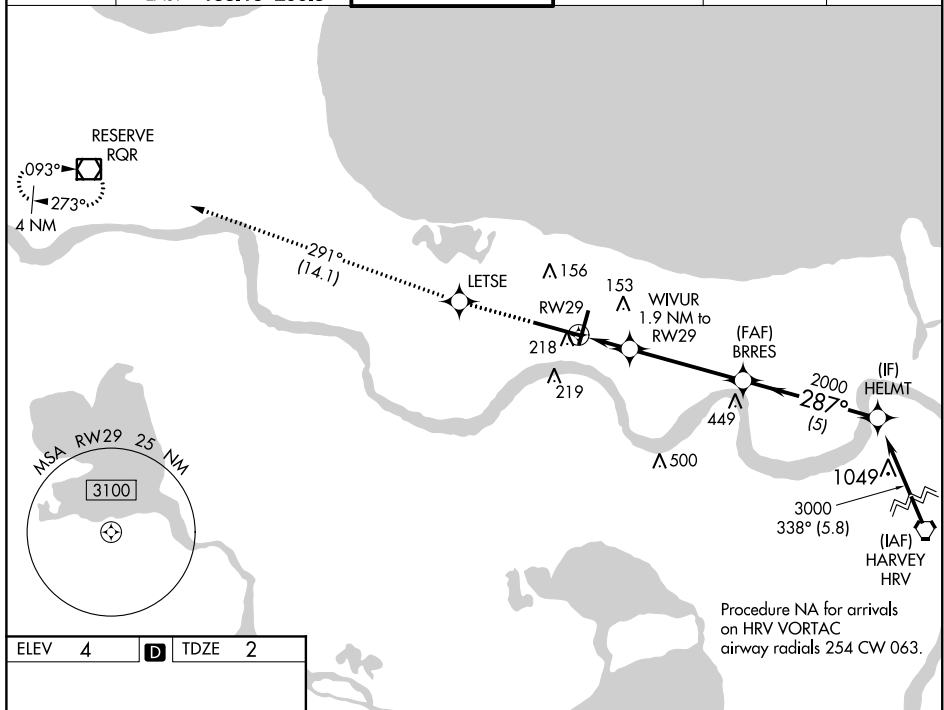 RESERVE
RQR
093°
273°
4 NM
291°
(14.1)
LETSE
156
153
RW29
WIVUR
1.9 NM to
RW29
218
219
(FAF)
BRRES
2000
287°
(5)
(IF)
HELMT
449
500
1049
3000
338° (5.8)
(IAF)
HARVEY
HRV
MSA RW29 25 NM
3100
Procedure NA for arrivals
on HRV VORTAC
airway radials 254 CW 063.
ELEV 4 D TDZE 2